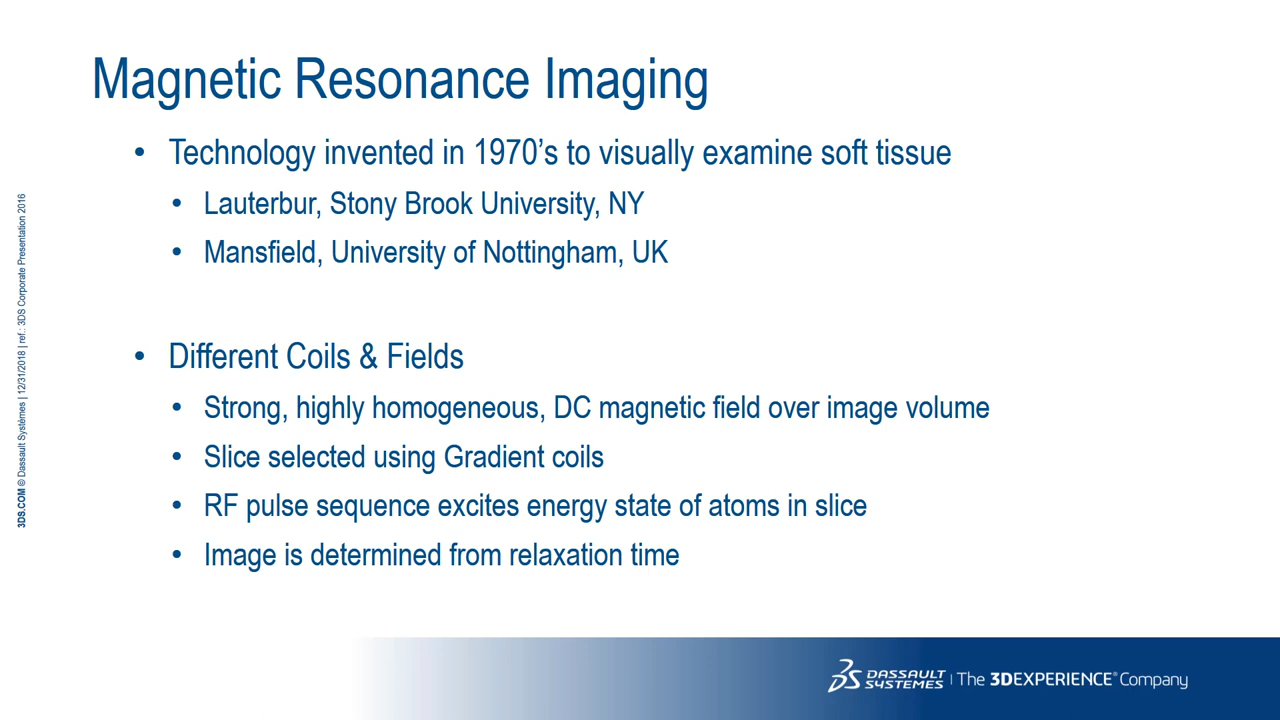 Magnetic Resonance Imaging
• Technology invented in 1970’s to visually examine soft tissue
• Lauterbur, Stony Brook University, NY
• Mansfield, University of Nottingham, UK
• Different Coils & Fields
• Strong, highly homogeneous, DC magnetic field over image volume
• Slice selected using Gradient coils
• RF pulse sequence excites energy state of atoms in slice
• Image is determined from relaxation time
3DS.COM © Dassault Systèmes | 12/31/2018 | ref.: 3DS Corporate Presentation 2016
DASSAULT SYSTEMES | The 3DEXPERIENCE® Company